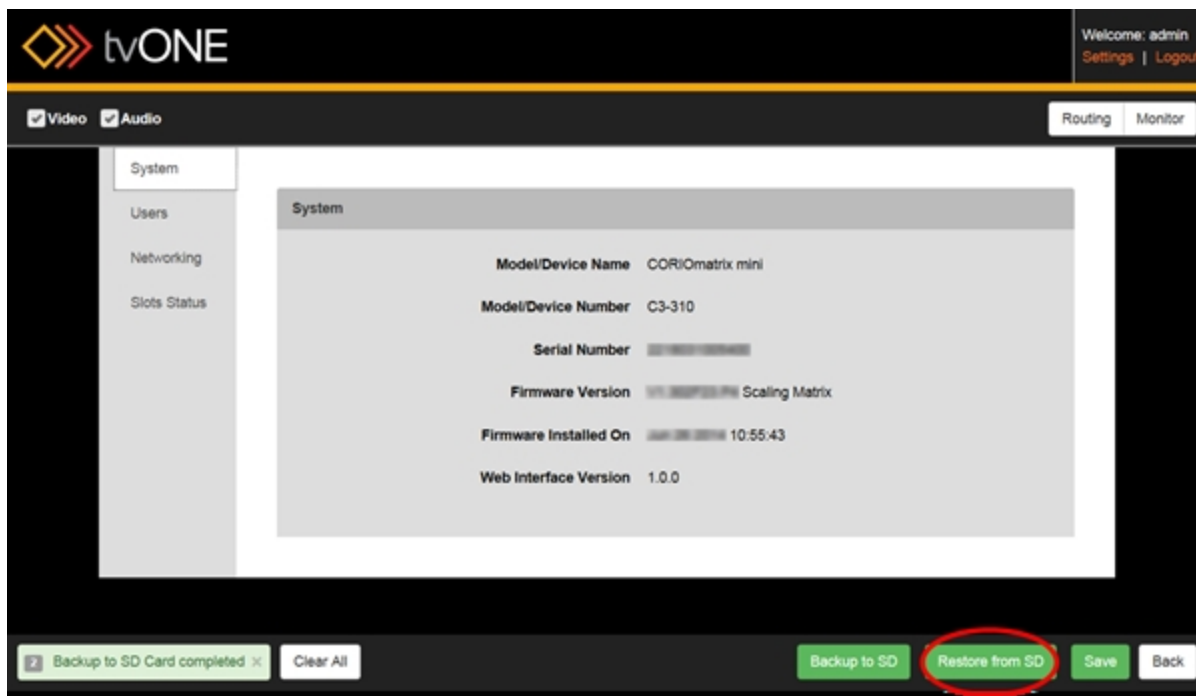 tvONE
Welcome: admin
Settings | Logou
Video Audio
Routing Monitor
System
Users
Networking
Slots Status
System
Model/Device Name CORIOmatrix mini
Model/Device Number C3-310
Serial Number
Firmware Version Scaling Matrix
Firmware Installed On 10:55:43
Web Interface Version 1.0.0
2 Backup to SD Card completed × Clear All Backup to SD Restore from SD Save Back